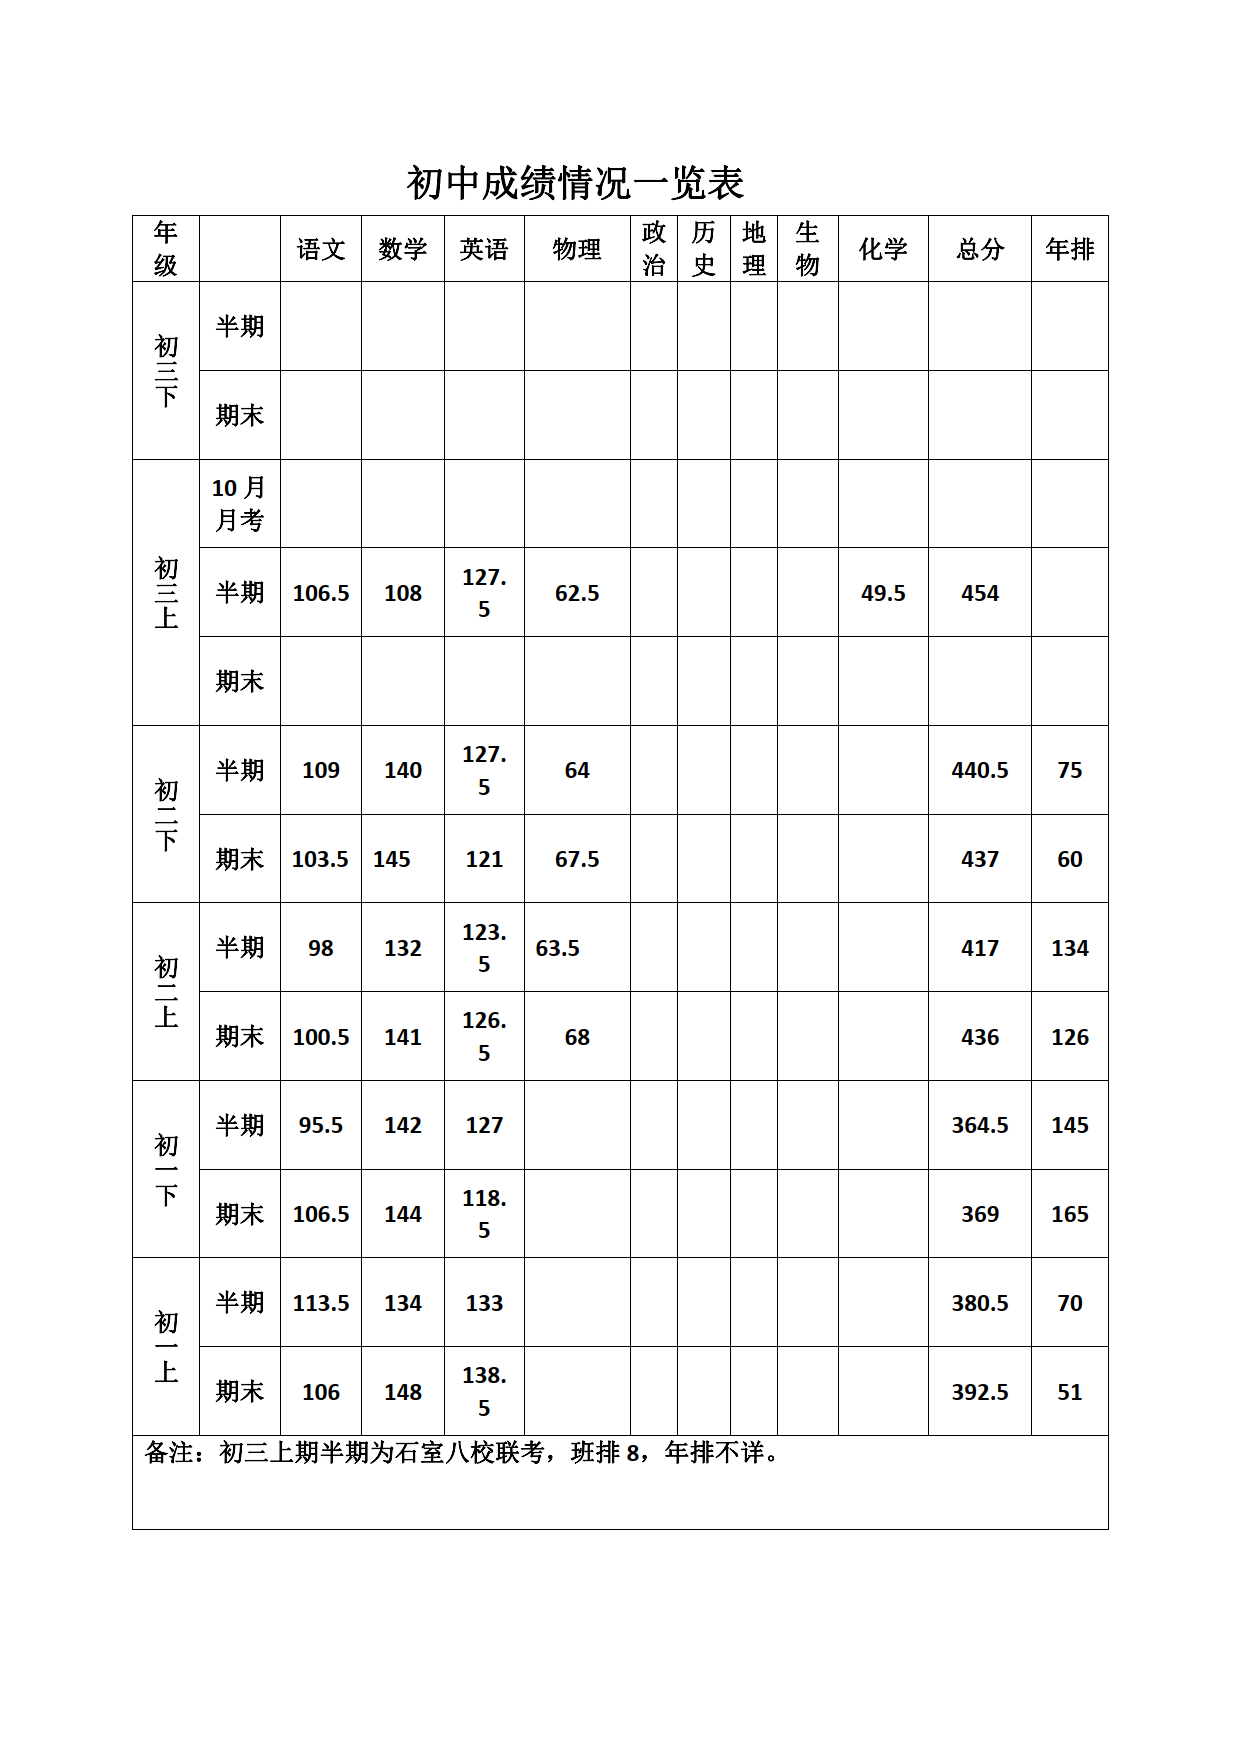 初中成绩情况一览表
年级 语文 数学 英语 物理 政治 历史 地理 生物 化学 总分 年排
初三下 半期
期末
初三上 10月月考
半期 106.5 108 127.5 62.5 49.5 454
期末
初二下 半期 109 140 127.5 64 440.5 75
期末 103.5 145 121 67.5 437 60
初二上 半期 98 132 123.5 63.5 417 134
期末 100.5 141 126.5 68 436 126
初一下 半期 95.5 142 127 364.5 145
期末 106.5 144 118.5 369 165
初一上 半期 113.5 134 133 380.5 70
期末 106 148 138.5 392.5 51
备注：初三上期半期为石室八校联考，班排 8，年排不详。